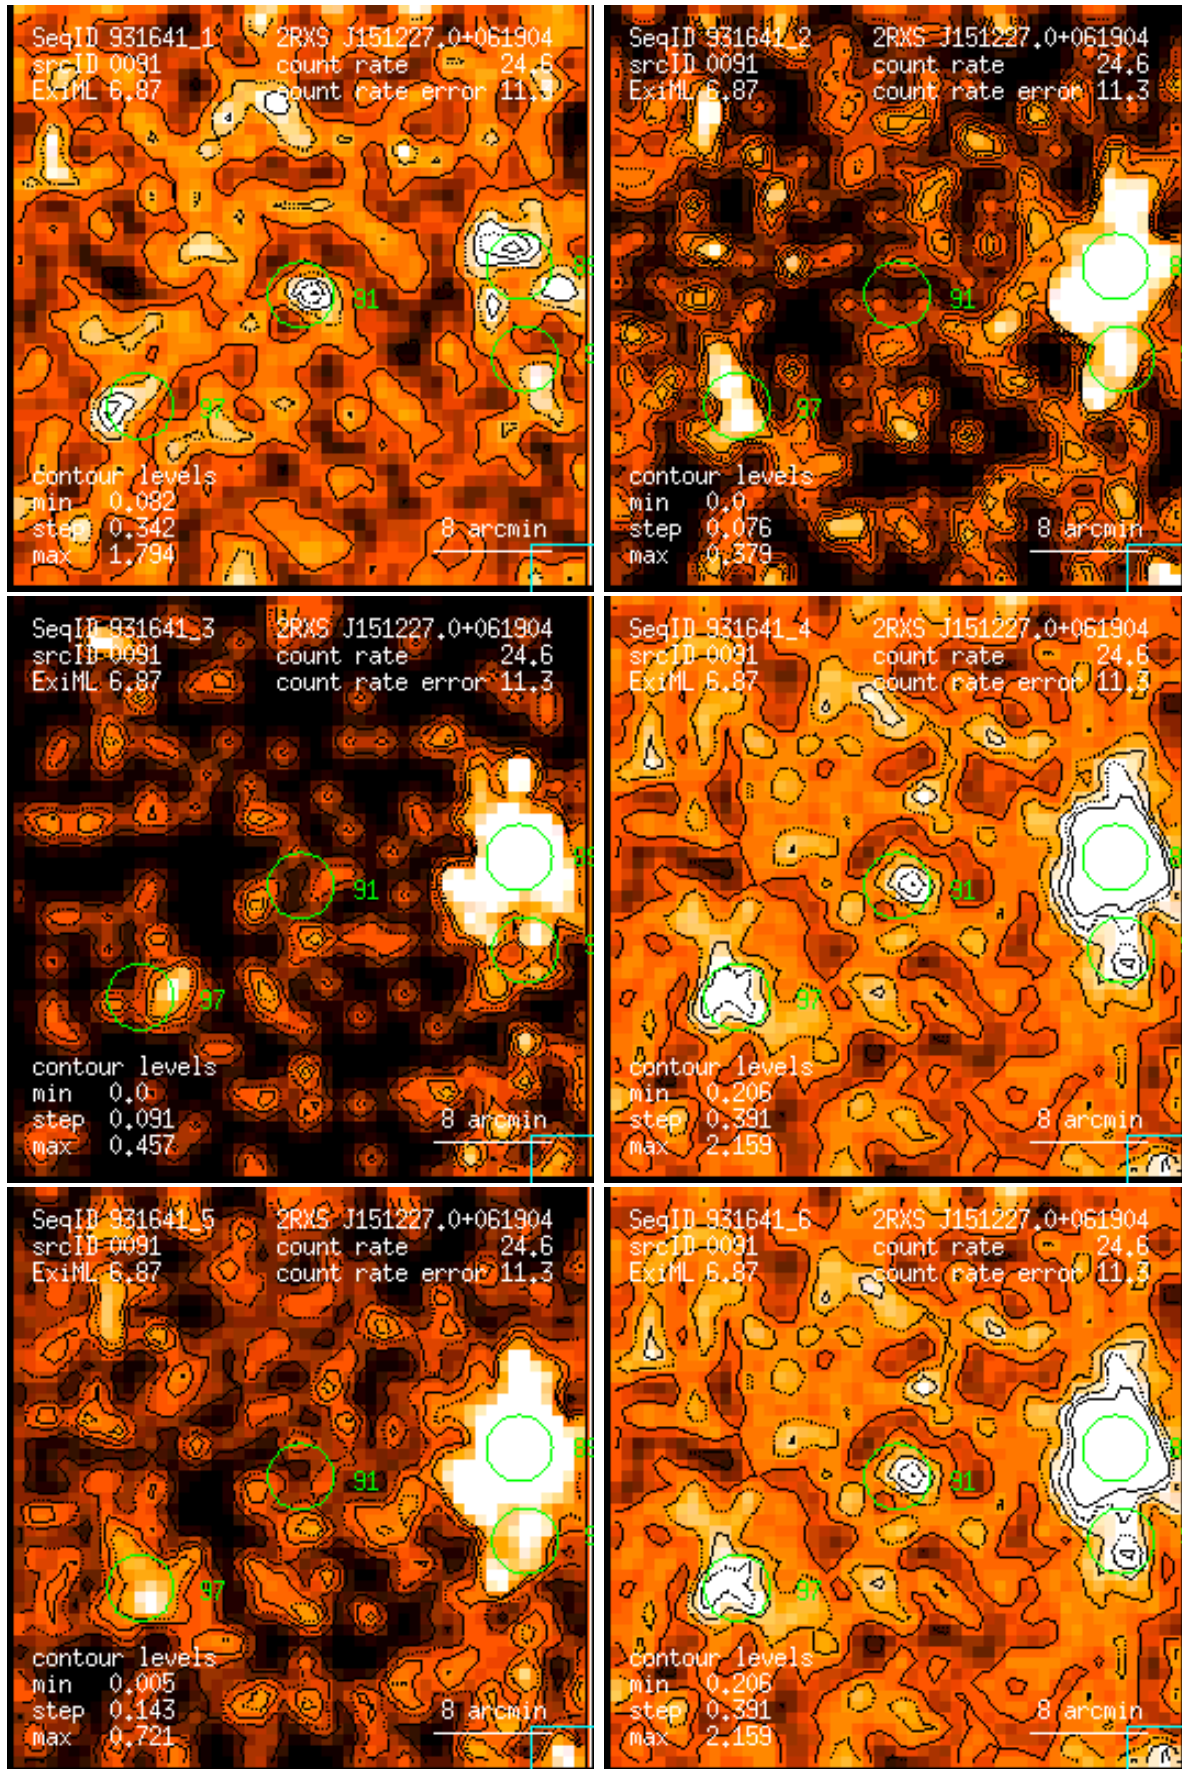 SeqID 931641_1 2RXS J151227.0+061904
srcID 0091 count rate 24.6
ExiML 6.87 count rate error 11.3
91
97
contour levels
min 0.082
step 0.342 8 arcmin
max 1.794
SeqID 931641_2 2RXS J151227.0+061904
srcID 0091 count rate 24.6
ExiML 6.87 count rate error 11.3
91
97
contour levels
min 0.0
step 0.076 8 arcmin
max 0.379
SeqID 931641_3 2RXS J151227.0+061904
srcID 0091 count rate 24.6
ExiML 6.87 count rate error 11.3
91
97
contour levels
min 0.0
step 0.091 8 arcmin
max 0.457
SeqID 931641_4 2RXS J151227.0+061904
srcID 0091 count rate 24.6
ExiML 6.87 count rate error 11.3
91
97
contour levels
min 0.206
step 0.391 8 arcmin
max 2.159
SeqID 931641_5 2RXS J151227.0+061904
srcID 0091 count rate 24.6
ExiML 6.87 count rate error 11.3
91
97
contour levels
min 0.005
step 0.143 8 arcmin
max 0.721
SeqID 931641_6 2RXS J151227.0+061904
srcID 0091 count rate 24.6
ExiML 6.87 count rate error 11.3
91
97
contour levels
min 0.206
step 0.391 8 arcmin
max 2.159